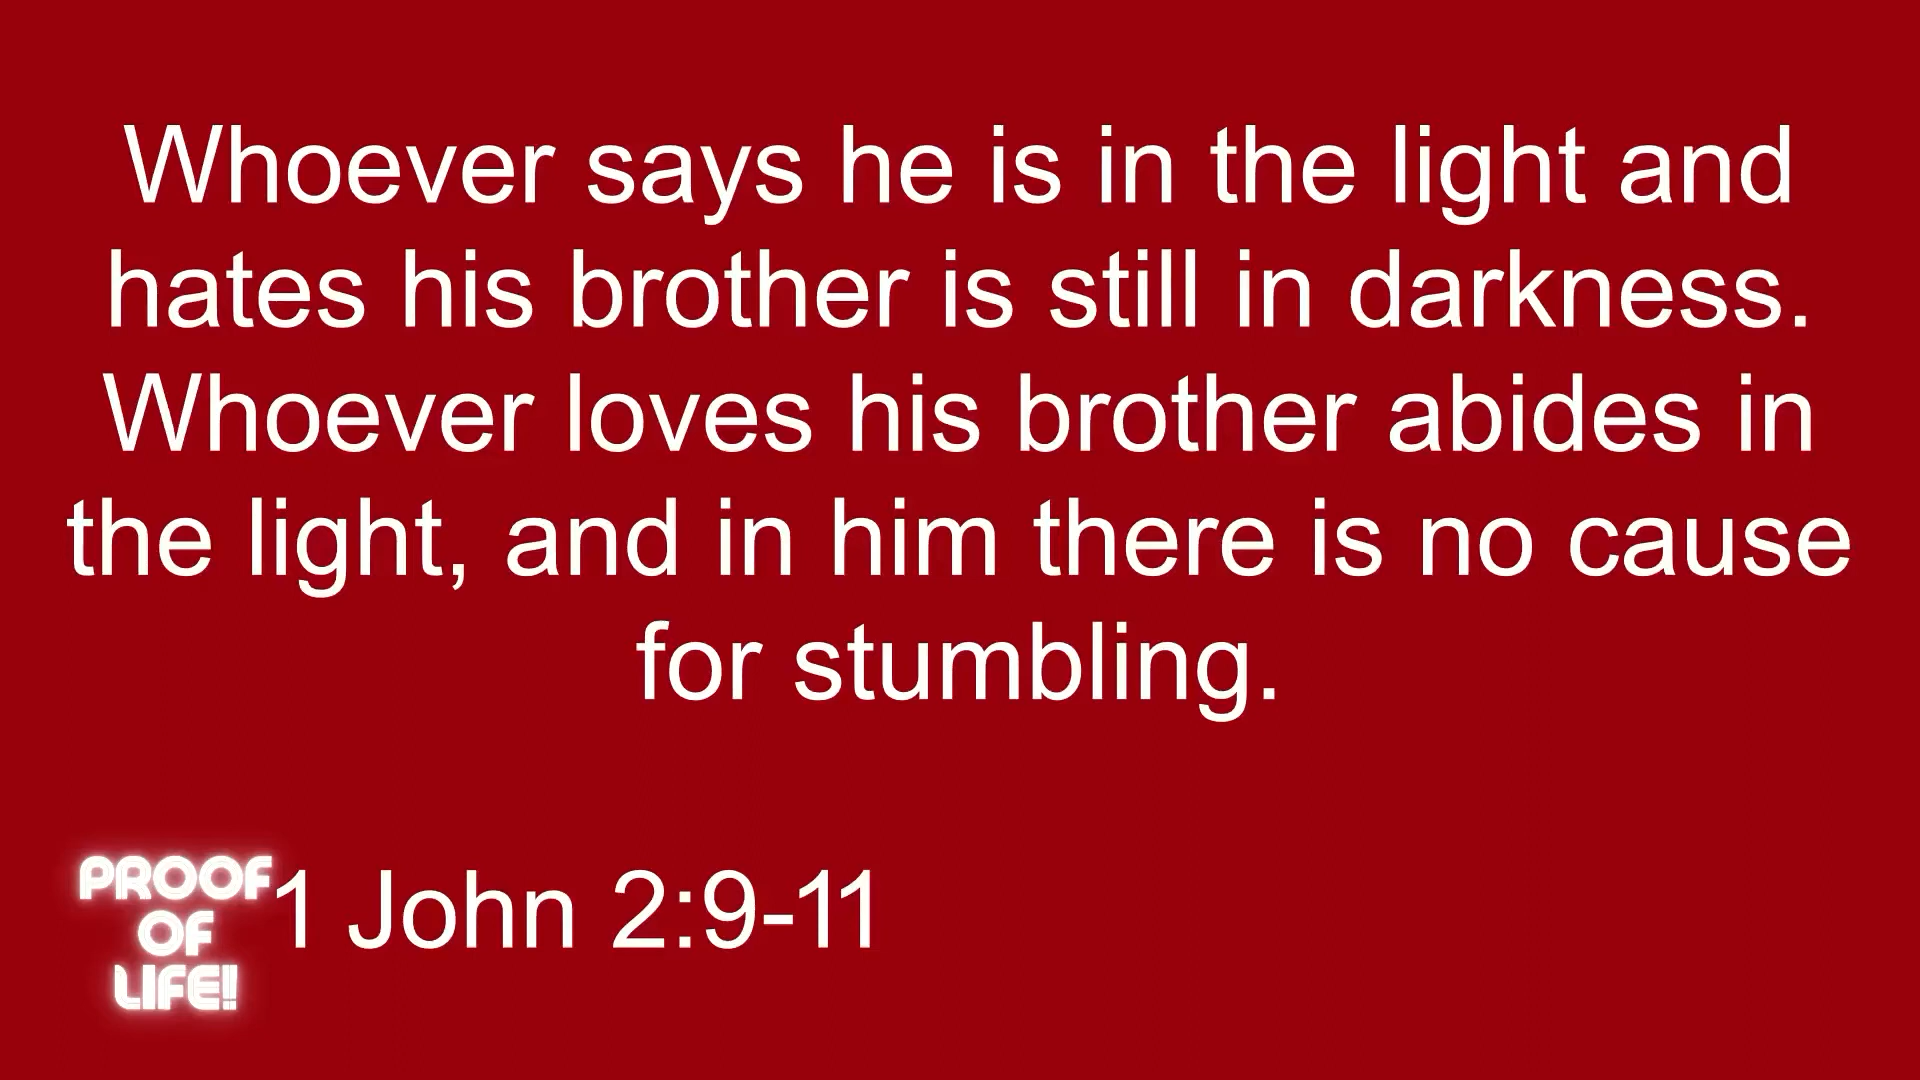 Whoever says he is in the light and
hates his brother is still in darkness.
Whoever loves his brother abides in
the light, and in him there is no cause
for stumbling.
PROOF
OF
LIFE!
1 John 2:9-11